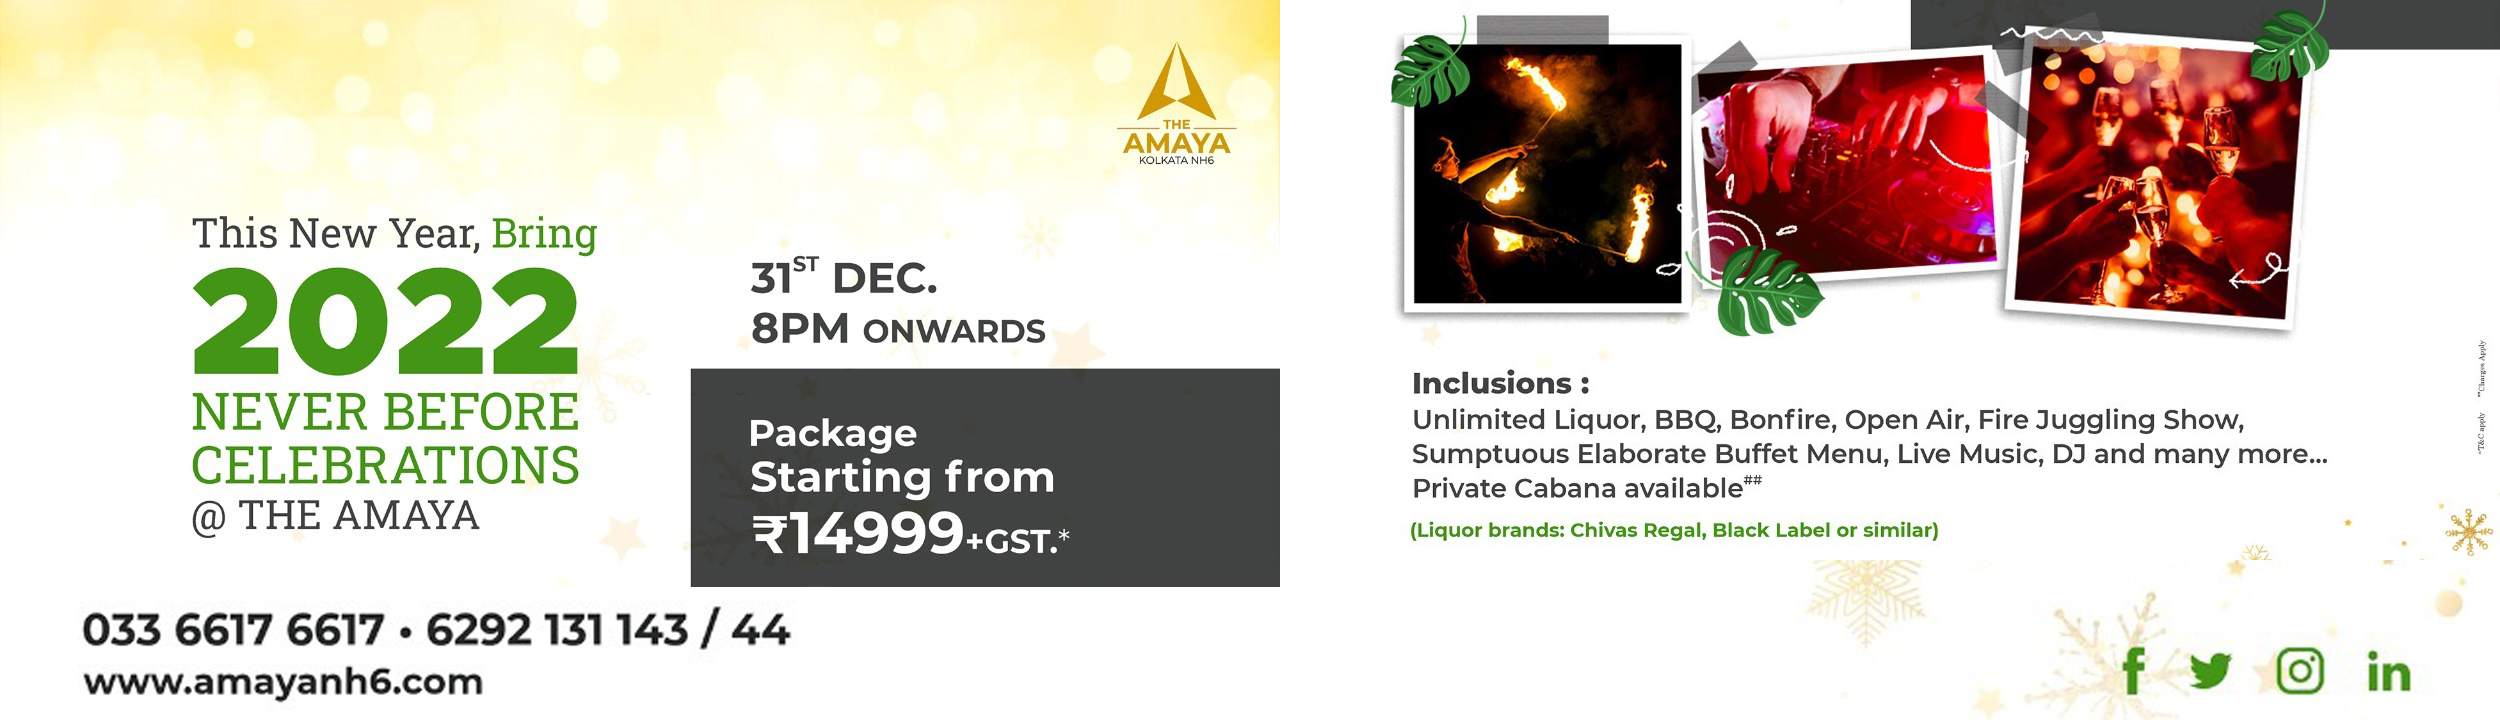 THE
AMAYA
KOLKATA NH6
This New Year, Bring
2022
NEVER BEFORE
CELEBRATIONS
@ THE AMAYA
31ST DEC.
8PM ONWARDS
Package
Starting from
₹14999+GST.*
033 6617 6617 • 6292 131 143 / 44
www.amayanh6.com
Inclusions :
Unlimited Liquor, BBQ, Bonfire, Open Air, Fire Juggling Show,
Sumptuous Elaborate Buffet Menu, Live Music, DJ and many more...
Private Cabana available##
(Liquor brands: Chivas Regal, Black Label or similar)
*T&C apply **Charges Apply